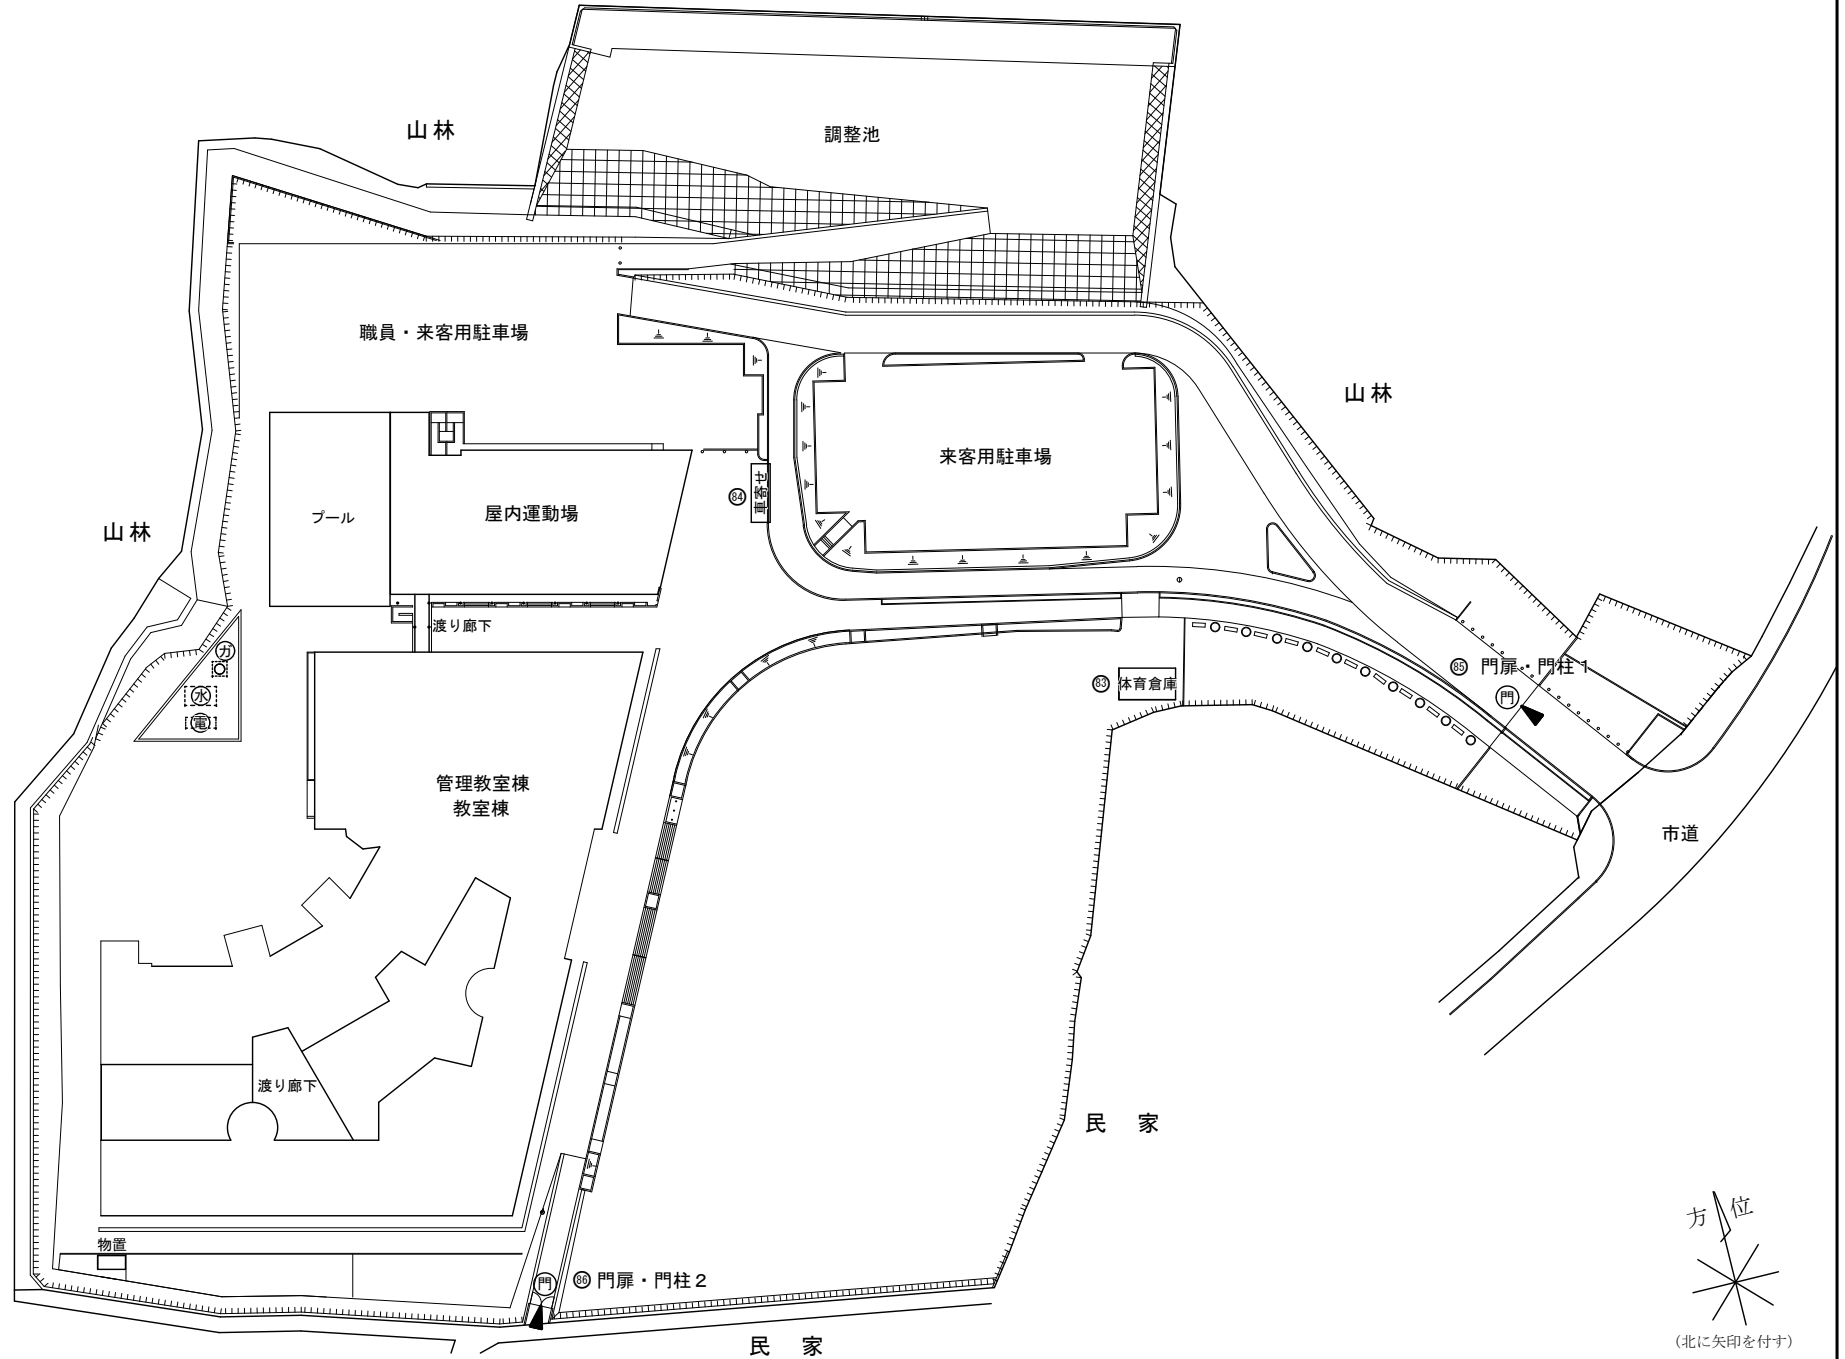 山林
調整池
職員・来客用駐車場
山林
来客用駐車場
84
車寄せ
プール
屋内運動場
山林
渡り廊下
ガ
水
電
83
体育倉庫
85
門扉・門柱１
門
管理教室棟
教室棟
市道
渡り廊下
民　家
方位
物置
門
86
門扉・門柱２
民　家
(北に矢印を付す)